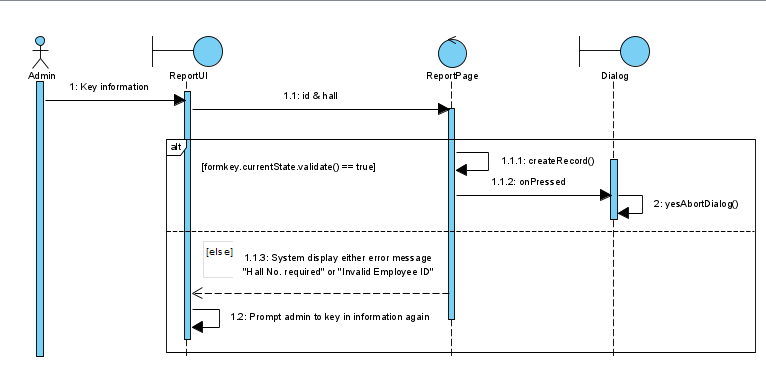 Admin
ReportUI
ReportPage
Dialog
1: Key information
1.1: id & hall
alt
[formkey.currentState.validate() == true]
1.1.1: createRecord()
1.1.2: onPressed
2: yesAbortDialog()
[else]
1.1.3: System display either error message
"Hall No. required" or "Invalid Employee ID"
1.2: Prompt admin to key in information again